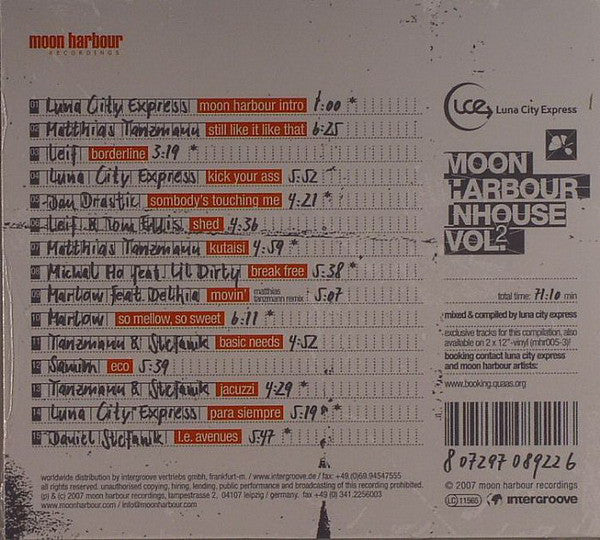 moon harbour
RECORDINGS
01 Luna City Express moon harbour intro 1:00 *
02 Matthias Tanzmann still like it like that 6:25
03 Leif borderline 3:19 *
04 Luna City Express kick your ass 5:52
05 Dan Drastic sombody's touching me 4:21 *
06 Leif & Tom Ellis shed 4:36
07 Matthias Tanzmann kutaisi 4:59 *
08 Michal Ho feat. Lil Dirty break free 5:38 *
09 Marlow feat Delhia movin' matthias tanzmann remix 5:07
10 Marlow so mellow, so sweet 6:11 *
11 Tanzmann & Stefanik basic needs 4:52
12 Samim eco 5:39
13 Tanzmann & Stefanik jacuzzi 4:29 *
14 Luna City Express para siempre 5:19 *
15 Daniel Stefanik l.e. avenues 5:47 *
lce Luna City Express
MOON
HARBOUR
INHOUSE
VOL.2
total time: 71:10 min
mixed & compiled by luna city express
exclusive tracks for this compilation, also
available on 2 x 12"-vinyl (mhr005-3)!
booking contact luna city express
and moon harbour artists:
www.booking.quaas.org
8 07297 08922 6
© 2007 moon harbour recordings
LC 11565 intergroove
worldwide distribution by intergroove vertriebs gmbh, frankfurt-m. / www.intergroove.de / fax: +49.(0)69.94547555
all rights reserved. unauthorised copying, hiring, lending, public performance and broadcasting of this recording prohibited.
(p) & (c) 2007 moon harbour recordings, lampestrasse 2, 04107 leipzig / germany. fax: +49 (0) 341.2256003
www.moonharbour.com / info@moonharbour.com